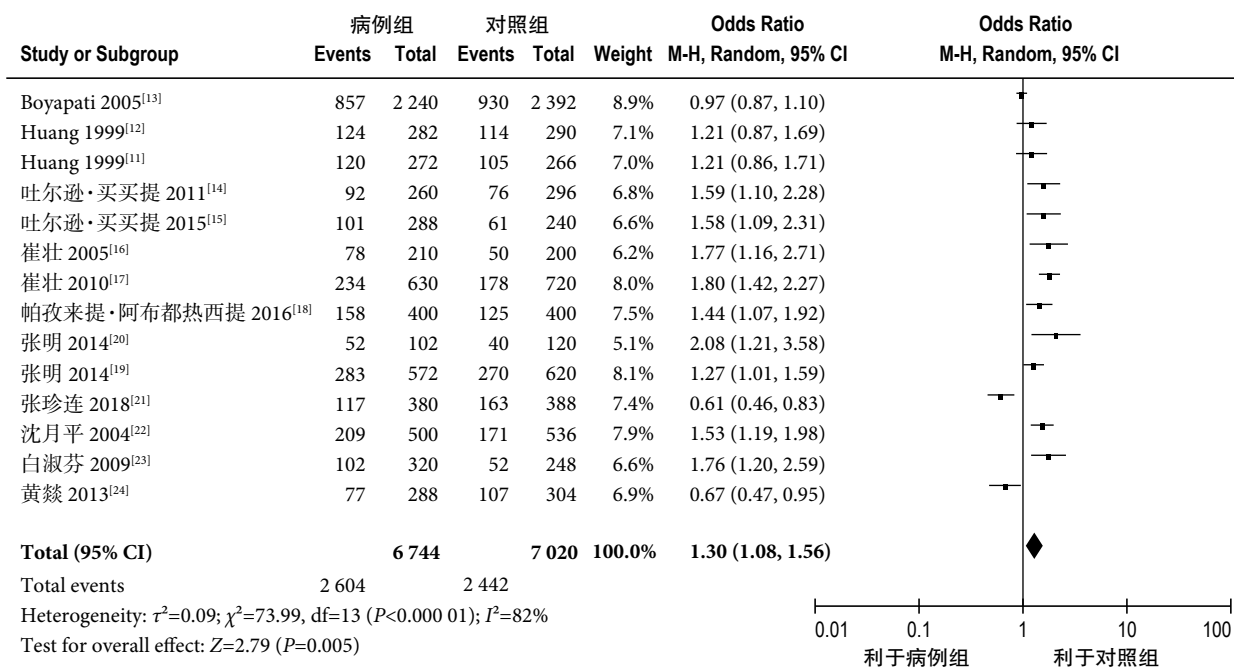 病例组 对照组 Odds Ratio Odds Ratio
Study or Subgroup Events Total Events Total Weight M-H, Random, 95% CI M-H, Random, 95% CI
Boyapati 2005[13] 857 2 240 930 2 392 8.9% 0.97 (0.87, 1.10)
Huang 1999[12] 124 282 114 290 7.1% 1.21 (0.87, 1.69)
Huang 1999[11] 120 272 105 266 7.0% 1.21 (0.86, 1.71)
吐尔逊·买买提 2011[14] 92 260 76 296 6.8% 1.59 (1.10, 2.28)
吐尔逊·买买提 2015[15] 101 288 61 240 6.6% 1.58 (1.09, 2.31)
崔壮 2005[16] 78 210 50 200 6.2% 1.77 (1.16, 2.71)
崔壮 2010[17] 234 630 178 720 8.0% 1.80 (1.42, 2.27)
帕孜来提·阿布都热西提 2016[18] 158 400 125 400 7.5% 1.44 (1.07, 1.92)
张明 2014[20] 52 102 40 120 5.1% 2.08 (1.21, 3.58)
张明 2014[19] 283 572 270 620 8.1% 1.27 (1.01, 1.59)
张珍连 2018[21] 117 380 163 388 7.4% 0.61 (0.46, 0.83)
沈月平 2004[22] 209 500 171 536 7.9% 1.53 (1.19, 1.98)
白淑芬 2009[23] 102 320 52 248 6.6% 1.76 (1.20, 2.59)
黄燚 2013[24] 77 288 107 304 6.9% 0.67 (0.47, 0.95)
Total (95% CI) 6 744 7 020 100.0% 1.30 (1.08, 1.56)
Total events 2 604 2 442
Heterogeneity: τ²=0.09; χ²=73.99, df=13 (P<0.000 01); I²=82%
Test for overall effect: Z=2.79 (P=0.005)
0.01 0.1 1 10 100
利于病例组 利于对照组